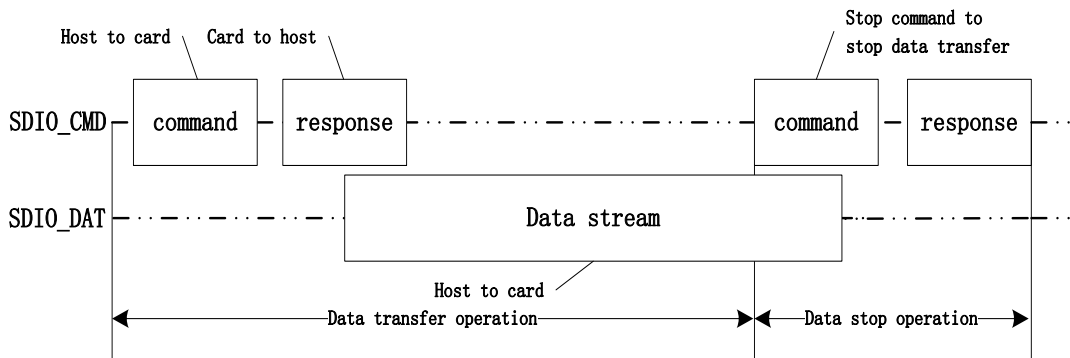 Stop command to
stop data transfer
Host to card
Card to host
SDIO_CMD
command
response
command
response
SDIO_DAT
Data stream
Host to card
Data transfer operation
Data stop operation